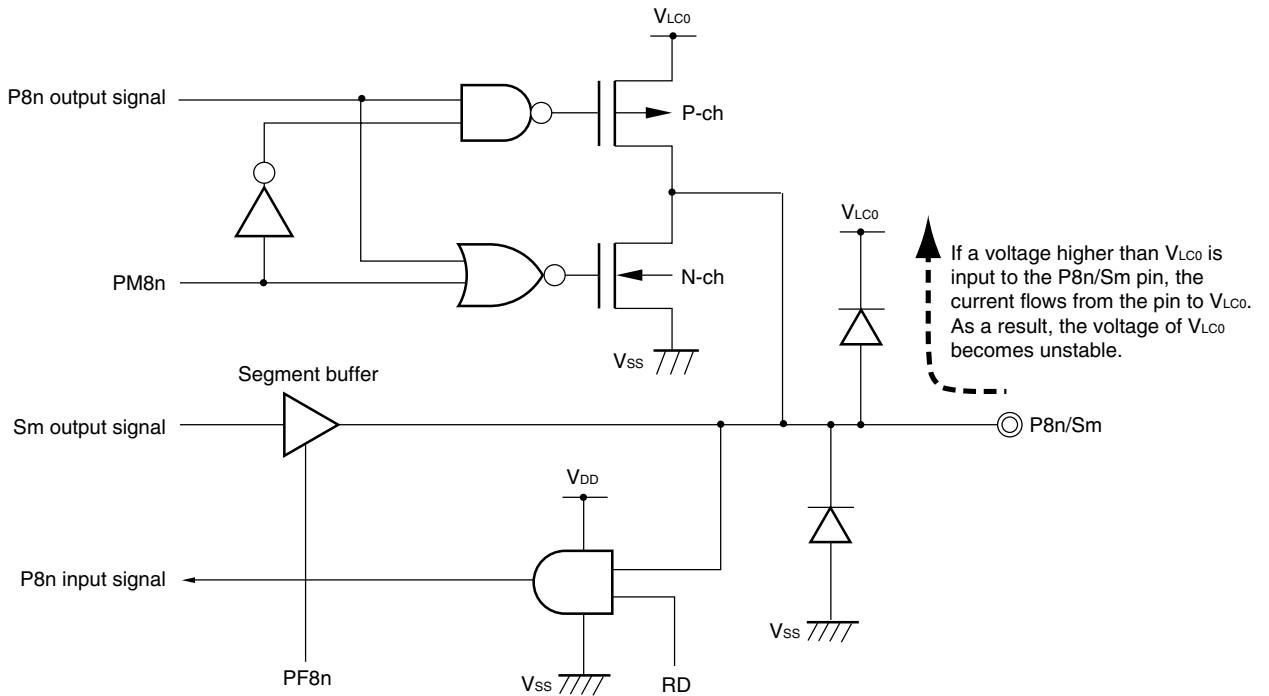 VLC0
P8n output signal
P-ch
VLC0
If a voltage higher than VLC0 is
input to the P8n/Sm pin, the
current flows from the pin to VLC0.
As a result, the voltage of VLC0
becomes unstable.
PM8n
N-ch
VSS
Segment buffer
Sm output signal
P8n/Sm
VDD
P8n input signal
VSS
PF8n
VSS
RD